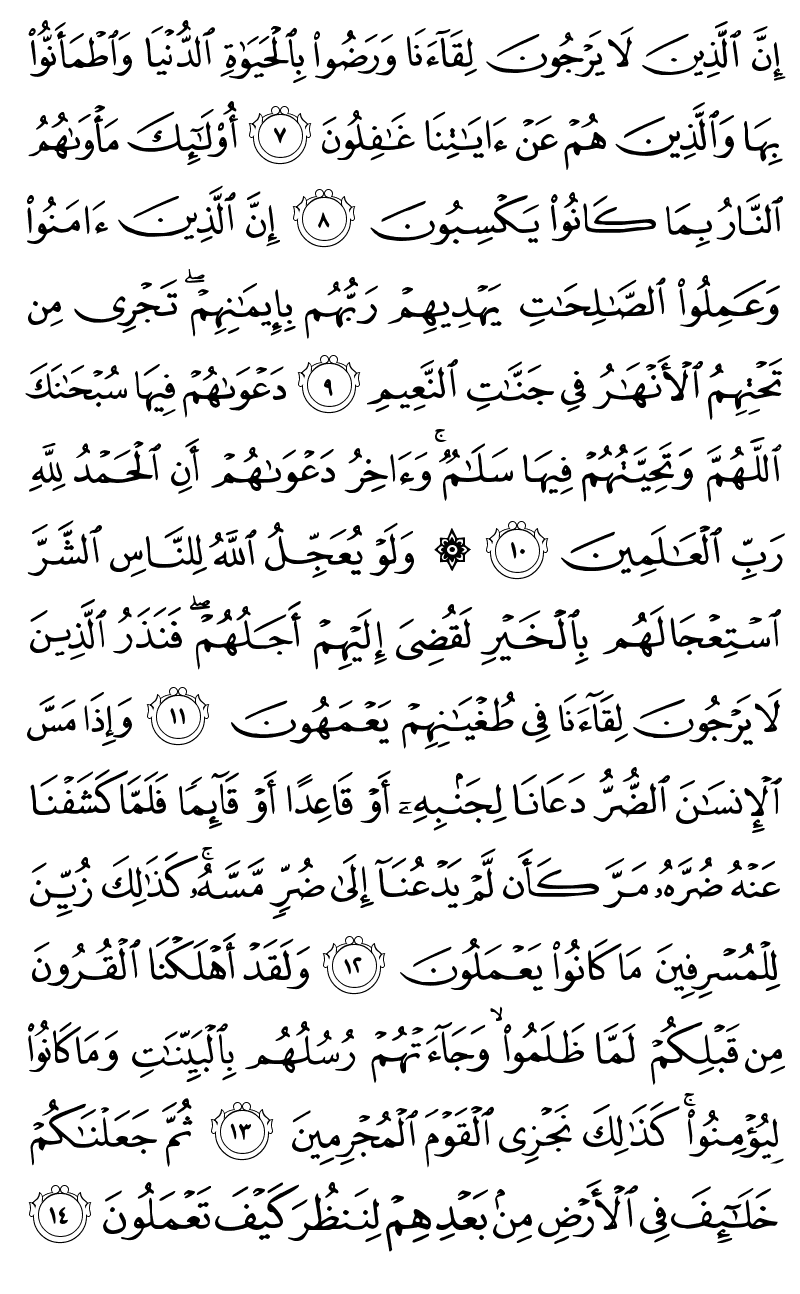 إِنَّ ٱلَّذِينَ لَا يَرْجُونَ لِقَآءَنَا وَرَضُوا۟ بِٱلْحَيَوٰةِ ٱلدُّنْيَا وَٱطْمَأَنُّوا۟
بِهَا وَٱلَّذِينَ هُمْ عَنْ ءَايَـٰتِنَا غَـٰفِلُونَ ٧ أُو۟لَـٰٓئِكَ مَأْوَىٰهُمُ
ٱلنَّارُ بِمَا كَانُوا۟ يَكْسِبُونَ ٨ إِنَّ ٱلَّذِينَ ءَامَنُوا۟
وَعَمِلُوا۟ ٱلصَّـٰلِحَـٰتِ يَهْدِيهِمْ رَبُّهُم بِإِيمَـٰنِهِمْ ۖ تَجْرِى مِن
تَحْتِهِمُ ٱلْأَنْهَـٰرُ فِى جَنَّـٰتِ ٱلنَّعِيمِ ٩ دَعْوَىٰهُمْ فِيهَا سُبْحَـٰنَكَ
ٱللَّهُمَّ وَتَحِيَّتُهُمْ فِيهَا سَلَـٰمٌ ۚ وَءَاخِرُ دَعْوَىٰهُمْ أَنِ ٱلْحَمْدُ لِلَّهِ
رَبِّ ٱلْعَـٰلَمِينَ ١٠ ۞ وَلَوْ يُعَجِّلُ ٱللَّهُ لِلنَّاسِ ٱلشَّرَّ
ٱسْتِعْجَالَهُم بِٱلْخَيْرِ لَقُضِىَ إِلَيْهِمْ أَجَلُهُمْ ۖ فَنَذَرُ ٱلَّذِينَ
لَا يَرْجُونَ لِقَآءَنَا فِى طُغْيَـٰنِهِمْ يَعْمَهُونَ ١١ وَإِذَا مَسَّ
ٱلْإِنسَـٰنَ ٱلضُّرُّ دَعَانَا لِجَنۢبِهِۦٓ أَوْ قَاعِدًا أَوْ قَآئِمًا فَلَمَّا كَشَفْنَا
عَنْهُ ضُرَّهُۥ مَرَّ كَأَن لَّمْ يَدْعُنَآ إِلَىٰ ضُرٍّ مَّسَّهُۥ ۚ كَذَٰلِكَ زُيِّنَ
لِلْمُسْرِفِينَ مَا كَانُوا۟ يَعْمَلُونَ ١٢ وَلَقَدْ أَهْلَكْنَا ٱلْقُرُونَ
مِن قَبْلِكُمْ لَمَّا ظَلَمُوا۟ ۙ وَجَآءَتْهُمْ رُسُلُهُم بِٱلْبَيِّنَـٰتِ وَمَا كَانُوا۟
لِيُؤْمِنُوا۟ ۚ كَذَٰلِكَ نَجْزِى ٱلْقَوْمَ ٱلْمُجْرِمِينَ ١٣ ثُمَّ جَعَلْنَـٰكُمْ
خَلَـٰٓئِفَ فِى ٱلْأَرْضِ مِنۢ بَعْدِهِمْ لِنَنظُرَ كَيْفَ تَعْمَلُونَ ١٤